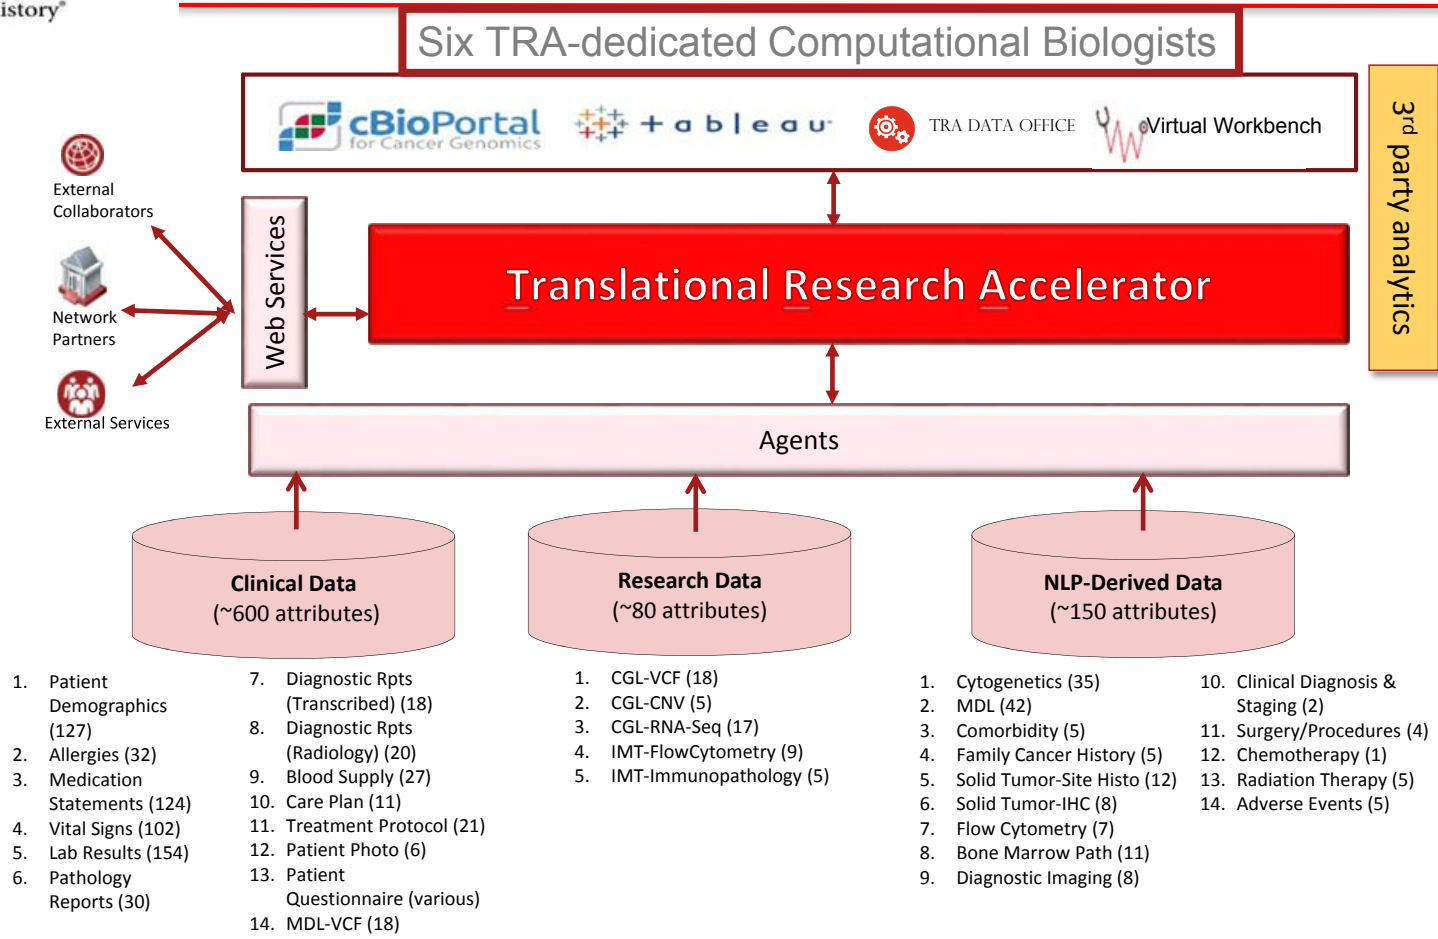 istory®
Six TRA-dedicated Computational Biologists
cBioPortal
for Cancer Genomics
+ a b l e a u
TRA DATA OFFICE
Virtual Workbench
3rd party analytics
External
Collaborators
Network
Partners
External Services
Web Services
Translational Research Accelerator
Agents
Clinical Data
(~600 attributes)
Research Data
(~80 attributes)
NLP-Derived Data
(~150 attributes)
1. Patient
Demographics
(127)
2. Allergies (32)
3. Medication
Statements (124)
4. Vital Signs (102)
5. Lab Results (154)
6. Pathology
Reports (30)
7. Diagnostic Rpts
(Transcribed) (18)
8. Diagnostic Rpts
(Radiology) (20)
9. Blood Supply (27)
10. Care Plan (11)
11. Treatment Protocol (21)
12. Patient Photo (6)
13. Patient
Questionnaire (various)
14. MDL-VCF (18)
1. CGL-VCF (18)
2. CGL-CNV (5)
3. CGL-RNA-Seq (17)
4. IMT-FlowCytometry (9)
5. IMT-Immunopathology (5)
1. Cytogenetics (35)
2. MDL (42)
3. Comorbidity (5)
4. Family Cancer History (5)
5. Solid Tumor-Site Histo (12)
6. Solid Tumor-IHC (8)
7. Flow Cytometry (7)
8. Bone Marrow Path (11)
9. Diagnostic Imaging (8)
10. Clinical Diagnosis &
Staging (2)
11. Surgery/Procedures (4)
12. Chemotherapy (1)
13. Radiation Therapy (5)
14. Adverse Events (5)